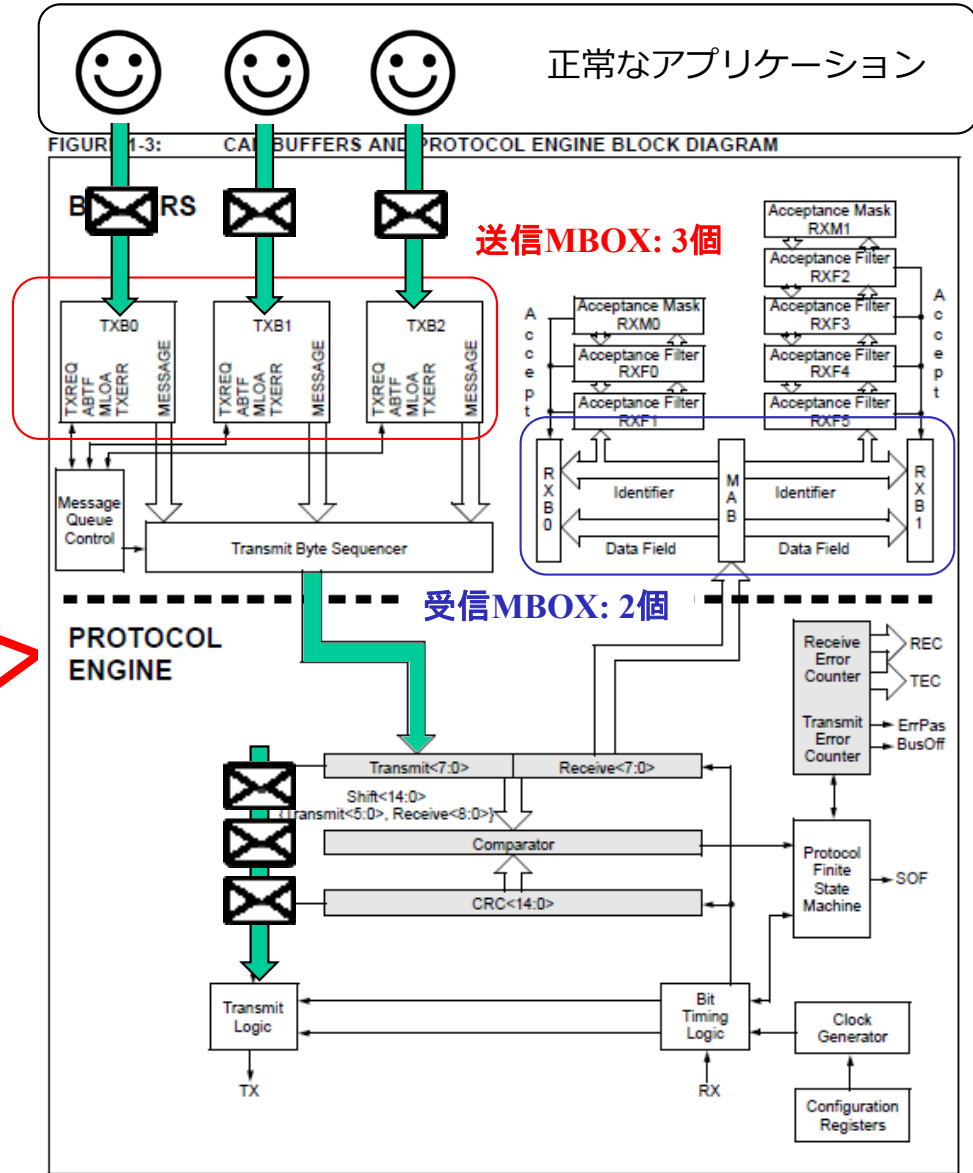 正常なアプリケーション
CAN BUFFERS AND PROTOCOL ENGINE BLOCK DIAGRAM
送信MBOX: 3個
TXB0
TXREQ
ABTF
MLOA
TXERR
MESSAGE
TXB1
TXREQ
ABTF
MLOA
TXERR
MESSAGE
TXB2
TXREQ
ABTF
MLOA
TXERR
MESSAGE
Message
Queue
Control
Transmit Byte Sequencer
Acceptance Mask
RXM1
Acceptance Filter
RXF2
Acceptance Mask
RXM0
Acceptance Filter
RXF3
Acceptance Filter
RXF0
Acceptance Filter
RXF4
Acceptance Filter
RXF1
Acceptance Filter
RXF5
Accept
Accept
RXB0
Identifier
MAB
Identifier
RXB1
Data Field
Data Field
受信MBOX: 2個
PROTOCOL
ENGINE
Receive
Error
Counter
REC
TEC
Transmit
Error
Counter
ErrPas
BusOff
Transmit<7:0>
Receive<7:0>
Shift<14:0>
{Transmit<5:0>, Receive<8:0>}
Comparator
CRC<14:0>
Protocol
Finite
State
Machine
SOF
Transmit
Logic
Bit
Timing
Logic
Clock
Generator
TX
RX
Configuration
Registers